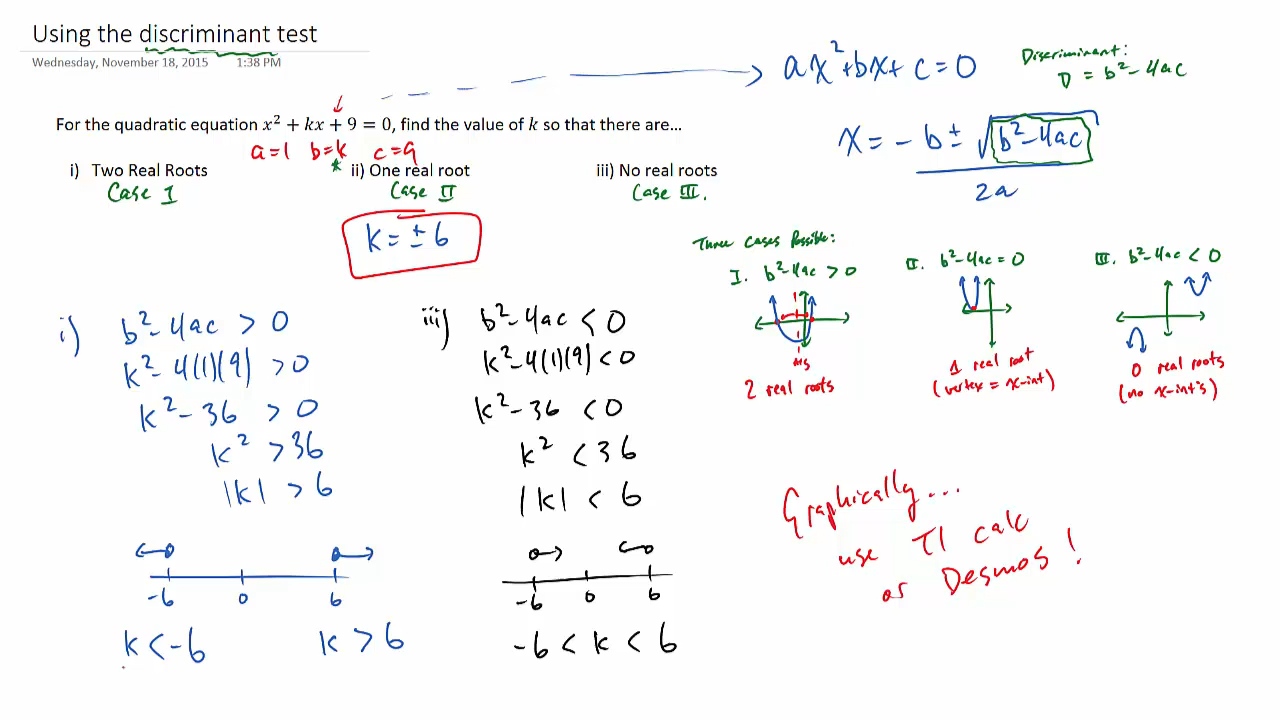 Using the discriminant test
Wednesday, November 18, 2015 1:38 PM
ax²+bx+c=0
Discriminant:
D = b²-4ac
For the quadratic equation x² + kx + 9 = 0, find the value of k so that there are...
a=1 b=k c=9
*
i) Two Real Roots
Case I
ii) One real root
Case II
iii) No real roots
Case III.
k = ±6
x = -b ± √b²-4ac
2a
Three Cases Possible:
I. b²-4ac > 0
2 real roots
II. b²-4ac = 0
1 real root
(vertex = x-int)
III. b²-4ac < 0
0 real roots
(no x-int's)
i) b²-4ac > 0
k²-4(1)(9) > 0
k²-36 > 0
k² > 36
|k| > 6
-6 0 6
k < -6 k > 6
iii) b²-4ac < 0
k²-4(1)(9) < 0
k²-36 < 0
k² < 36
|k| < 6
-6 0 6
-6 < k < 6
Graphically...
use TI calc
or Desmos!